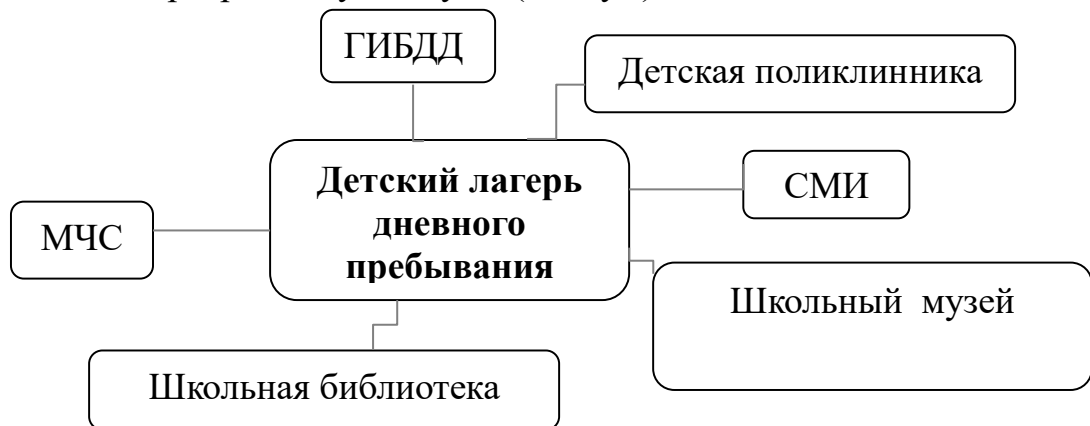 ГИБДД
Детская поликлинника
Детский лагерь
дневного
пребывания
СМИ
МЧС
Школьный музей
Школьная библиотека